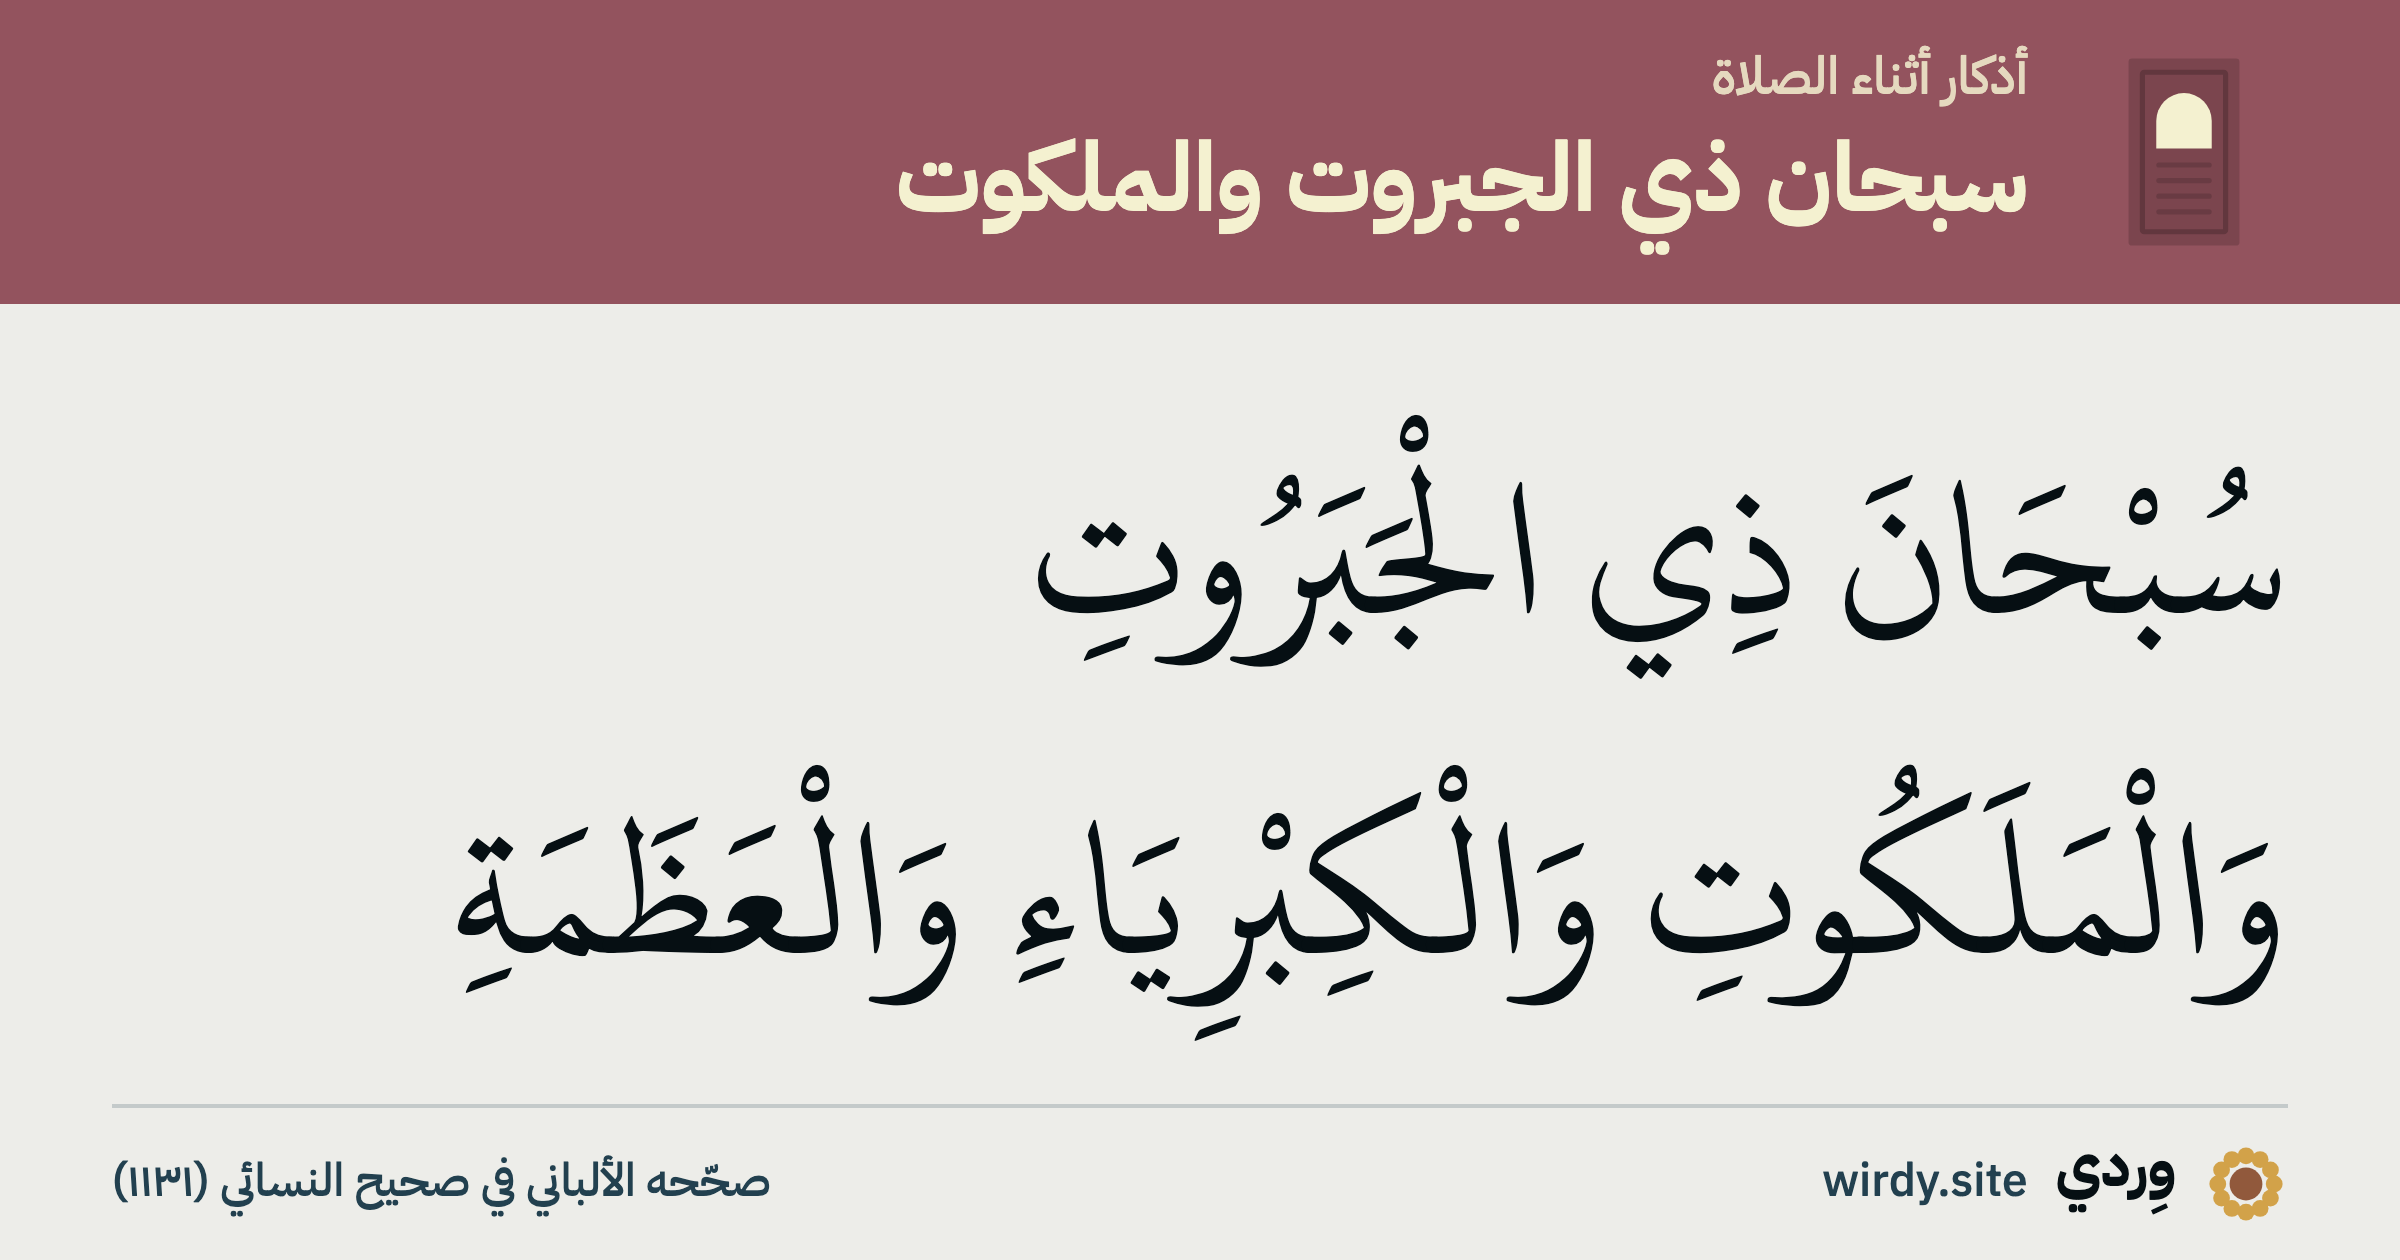 أذكار أثناء الصلاة
سبحان ذي الجبروت والملكوت
سُبْحَانَ ذِي الْجَبَرُوتِ
وَالْمَلَكُوتِ وَالْكِبْرِيَاءِ وَالْعَظَمَةِ
وِردي wirdy.site
صحّحه الألباني في صحيح النسائي (١١٣١)